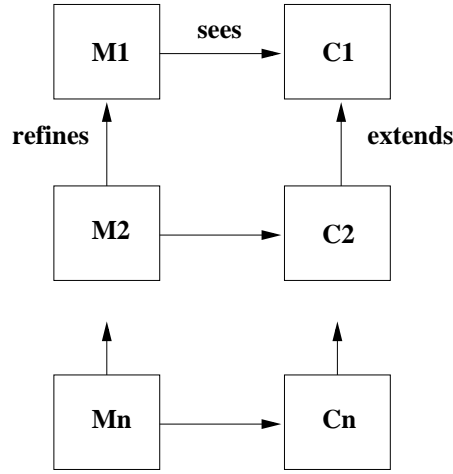 sees
M1
C1
refines
extends
M2
C2
Mn
Cn